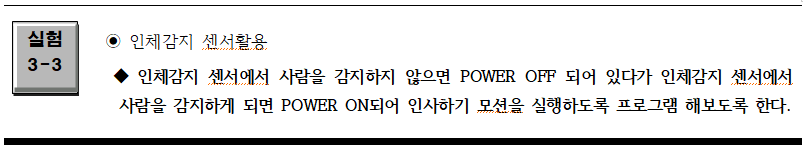 실험
3-3
◉ 인체감지 센서활용
◆ 인체감지 센서에서 사람을 감지하지 않으면 POWER OFF 되어 있다가 인체감지 센서에서
사람을 감지하게 되면 POWER ON되어 인사하기 모션을 실행하도록 프로그램 해보도록 한다.